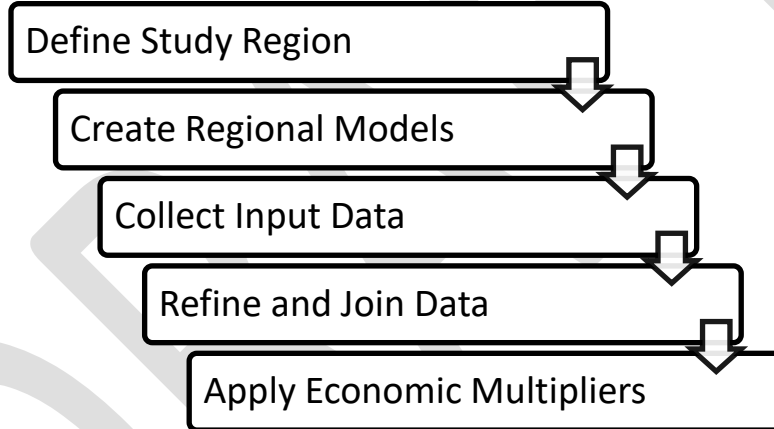 Define Study Region
Create Regional Models
Collect Input Data
Refine and Join Data
Apply Economic Multipliers